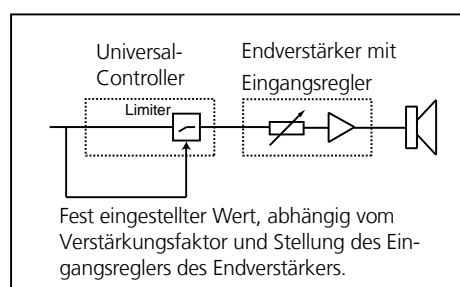 Universal-
Controller
Endverstärker mit
Eingangsregler
Limiter
Fest eingestellter Wert, abhängig vom
Verstärkungsfaktor und Stellung des Ein-
gangsreglers des Endverstärkers.